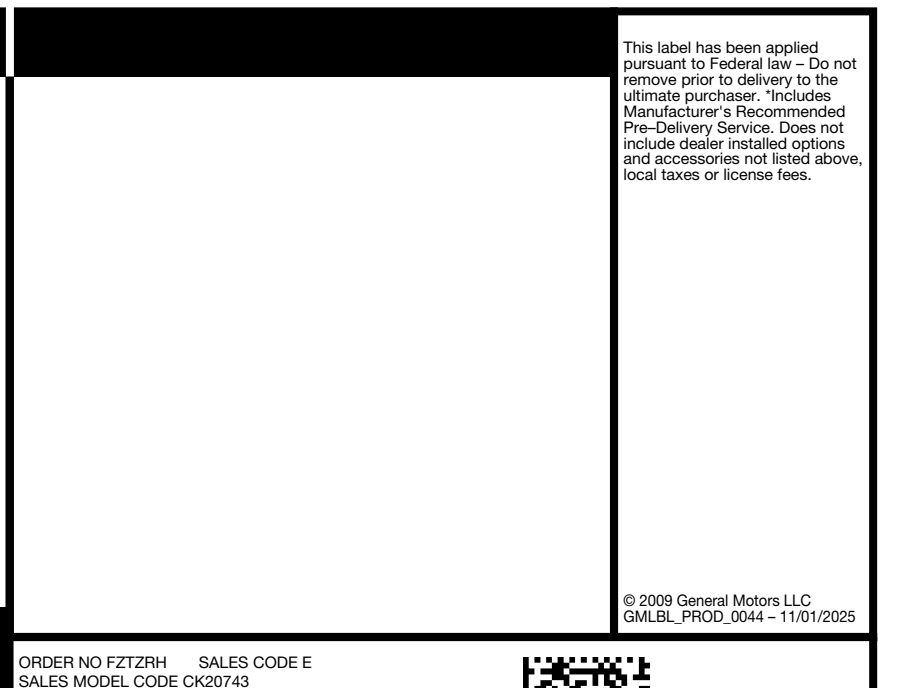 This label has been applied
pursuant to Federal law – Do not
remove prior to delivery to the
ultimate purchaser. *Includes
Manufacturer's Recommended
Pre–Delivery Service. Does not
include dealer installed options
and accessories not listed above,
local taxes or license fees.
© 2009 General Motors LLC
GMLBL_PROD_0044 – 11/01/2025
ORDER NO FZTZRH SALES CODE E
SALES MODEL CODE CK20743